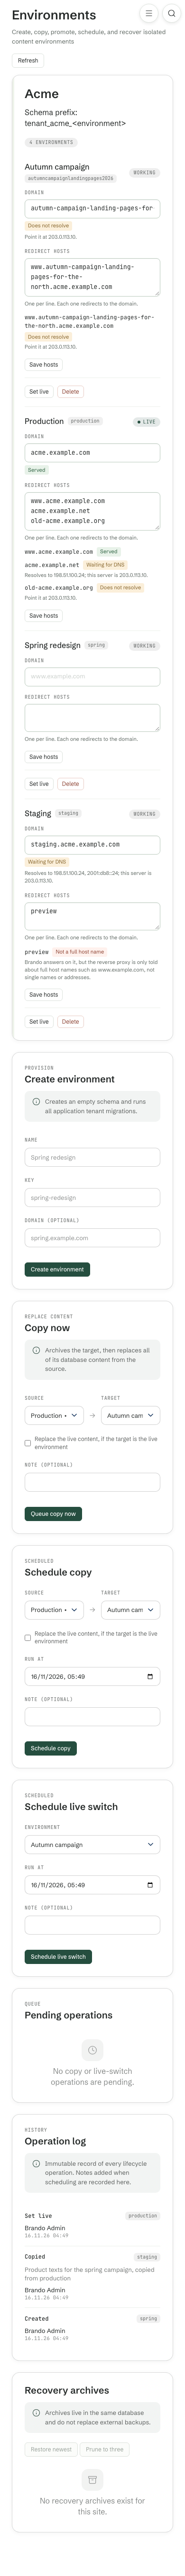 Environments
Create, copy, promote, schedule, and recover isolated
content environments
Refresh
Acme
Schema prefix:
tenant_acme_<environment>
4 ENVIRONMENTS
Autumn campaign
WORKING
autumncampaignlandingpages2026
DOMAIN
autumn-campaign-landing-pages-for
Does not resolve
Point it at 203.0.113.10.
REDIRECT HOSTS
www.autumn-campaign-landing-
pages-for-the-
north.acme.example.com
One per line. Each one redirects to the domain.
www.autumn-campaign-landing-pages-for-
the-north.acme.example.com
Does not resolve
Point it at 203.0.113.10.
Save hosts
Set live
Delete
Production
production
LIVE
DOMAIN
acme.example.com
Served
REDIRECT HOSTS
www.acme.example.com
acme.example.net
old-acme.example.org
One per line. Each one redirects to the domain.
www.acme.example.com Served
acme.example.net Waiting for DNS
Resolves to 198.51.100.24; this server is 203.0.113.10.
old-acme.example.org Does not resolve
Point it at 203.0.113.10.
Save hosts
Spring redesign
spring
WORKING
DOMAIN
www.example.com
REDIRECT HOSTS
One per line. Each one redirects to the domain.
Save hosts
Set live
Delete
Staging
staging
WORKING
DOMAIN
staging.acme.example.com
Waiting for DNS
Resolves to 198.51.100.24, 2001:db8::24; this server is
203.0.113.10.
REDIRECT HOSTS
preview
One per line. Each one redirects to the domain.
preview Not a full host name
Brando answers on it, but the reverse proxy is only told
about full host names such as www.example.com, not
single names or addresses.
Save hosts
Set live
Delete
PROVISION
Create environment
Creates an empty schema and runs
all application tenant migrations.
NAME
Spring redesign
KEY
spring-redesign
DOMAIN (OPTIONAL)
spring.example.com
Create environment
REPLACE CONTENT
Copy now
Archives the target, then replaces all
of its database content from the
source.
SOURCE
TARGET
Production
Autumn cam
Replace the live content, if the target is the live
environment
NOTE (OPTIONAL)
Queue copy now
SCHEDULED
Schedule copy
SOURCE
TARGET
Production
Autumn cam
Replace the live content, if the target is the live
environment
RUN AT
16/11/2026, 05:49
NOTE (OPTIONAL)
Schedule copy
SCHEDULED
Schedule live switch
ENVIRONMENT
Autumn campaign
RUN AT
16/11/2026, 05:49
NOTE (OPTIONAL)
Schedule live switch
QUEUE
Pending operations
No copy or live-switch
operations are pending.
HISTORY
Operation log
Immutable record of every lifecycle
operation. Notes added when
scheduling are recorded here.
Set live
production
Brando Admin
16.11.26 04:49
Copied
staging
Product texts for the spring campaign, copied
from production
Brando Admin
16.11.26 04:49
Created
spring
Brando Admin
16.11.26 04:49
Recovery archives
Archives live in the same database
and do not replace external backups.
Restore newest
Prune to three
No recovery archives exist for
this site.